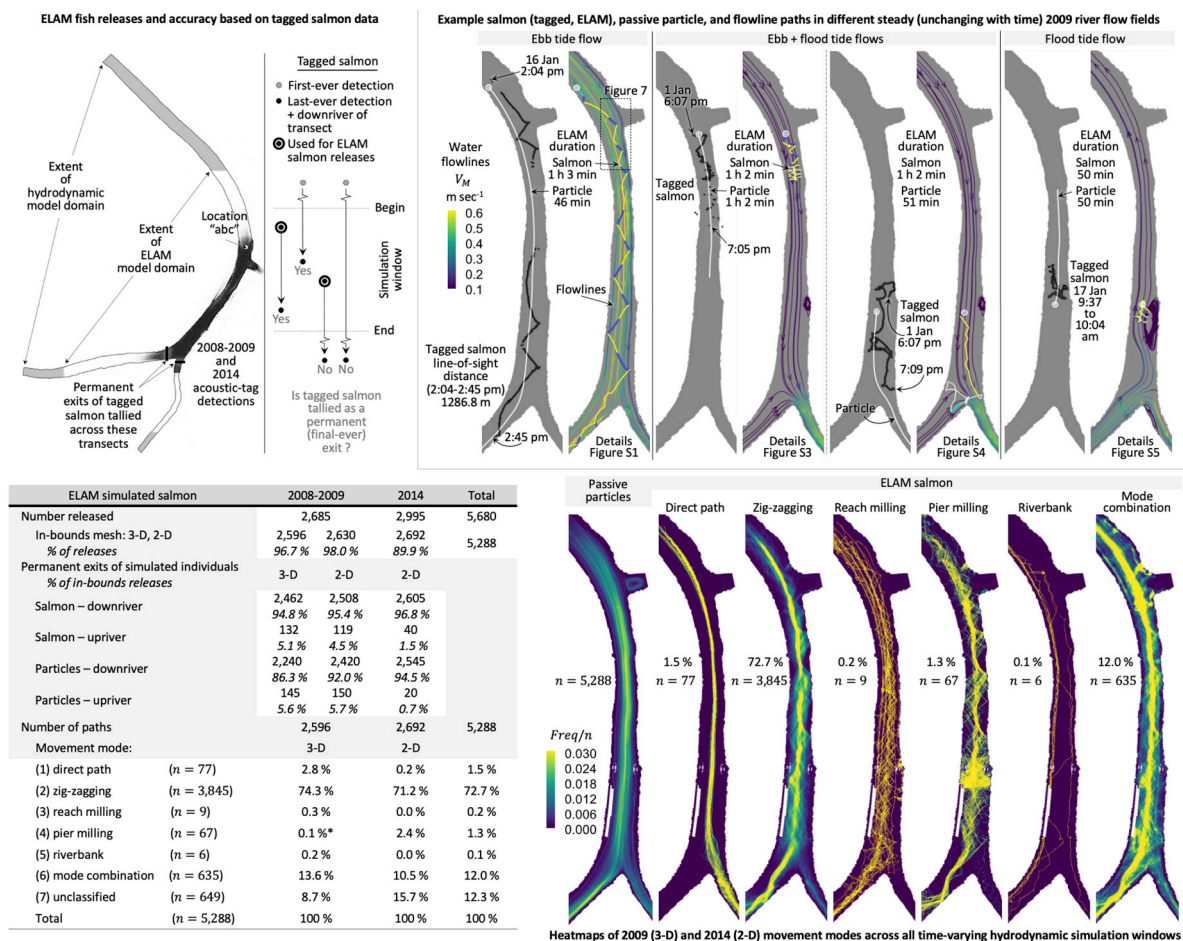 ELAM fish releases and accuracy based on tagged salmon data
Extent
of
hydrodynamic
model domain
Extent
of
ELAM
model domain
Location
"abc"
2008-2009
and
2014
acoustic-tag
detections
Permanent
exits of tagged
salmon tallied
across these
transects
Tagged salmon
First-ever detection
Last-ever detection
+ downriver of
transect
Used for ELAM
salmon releases
Begin
Simulation
window
End
Yes
Yes
No
No
Is tagged salmon
tallied as a
permanent
(final-ever)
exit ?
Example salmon (tagged, ELAM), passive particle, and flowline paths in different steady (unchanging with time) 2009 river flow fields
Ebb tide flow
Ebb + flood tide flows
Flood tide flow
16 Jan
2:04 pm
Figure 7
Water
flowlines
V_M
m sec⁻¹
0.6
0.5
0.4
0.3
0.2
0.1
ELAM
duration
Salmon
1 h 3 min
Particle
46 min
Flowlines
Tagged salmon
line-of-sight
distance
(2:04-2:45 pm)
1286.8 m
2:45 pm
Details
Figure S1
1 Jan
6:07 pm
Tagged
salmon
ELAM
duration
Salmon
1 h 2 min
Particle
1 h 2 min
7:05 pm
Details
Figure S3
ELAM
duration
Salmon
1 h 2 min
Particle
51 min
Tagged
salmon
1 Jan
6:07 pm
7:09 pm
Particle
Details
Figure S4
ELAM
duration
Salmon
50 min
Particle
50 min
Tagged
salmon
17 Jan
9:37
to
10:04
am
Details
Figure S5
ELAM simulated salmon 2008-2009 2014 Total
Number released 2,685 2,995 5,680
In-bounds mesh: 3-D, 2-D 2,596 2,630 2,692 5,288
% of releases 96.7 % 98.0 % 89.9 %
Permanent exits of simulated individuals
% of in-bounds releases 3-D 2-D 2-D
Salmon – downriver 2,462 2,508 2,605
94.8 % 95.4 % 96.8 %
Salmon – upriver 132 119 40
5.1 % 4.5 % 1.5 %
Particles – downriver 2,240 2,420 2,545
86.3 % 92.0 % 94.5 %
Particles – upriver 145 150 20
5.6 % 5.7 % 0.7 %
Number of paths 2,596 2,692 5,288
Movement mode: 3-D 2-D
(1) direct path (n = 77) 2.8 % 0.2 % 1.5 %
(2) zig-zagging (n = 3,845) 74.3 % 71.2 % 72.7 %
(3) reach milling (n = 9) 0.3 % 0.0 % 0.2 %
(4) pier milling (n = 67) 0.1 %* 2.4 % 1.3 %
(5) riverbank (n = 6) 0.2 % 0.0 % 0.1 %
(6) mode combination (n = 635) 13.6 % 10.5 % 12.0 %
(7) unclassified (n = 649) 8.7 % 15.7 % 12.3 %
Total (n = 5,288) 100 % 100 % 100 %
Passive
particles
ELAM salmon
Direct path
Zig-zagging
Reach milling
Pier milling
Riverbank
Mode
combination
n = 5,288
1.5 %
n = 77
72.7 %
n = 3,845
0.2 %
n = 9
1.3 %
n = 67
0.1 %
n = 6
12.0 %
n = 635
Freq/n
0.030
0.024
0.018
0.012
0.006
0.000
Heatmaps of 2009 (3-D) and 2014 (2-D) movement modes across all time-varying hydrodynamic simulation windows